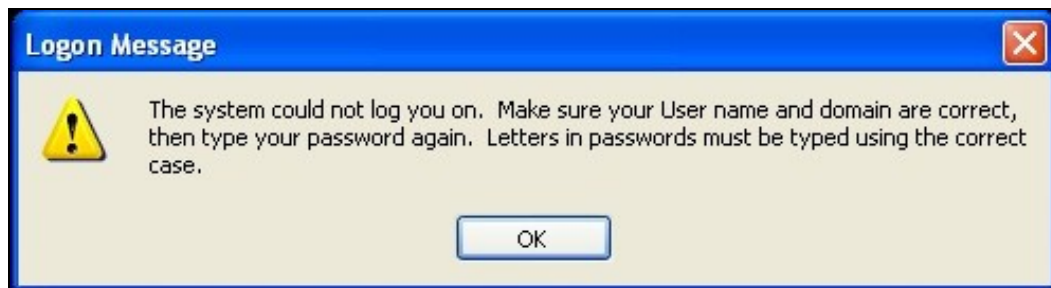 Logon Message
The system could not log you on.  Make sure your User name and domain are correct,
then type your password again.  Letters in passwords must be typed using the correct
case.
OK